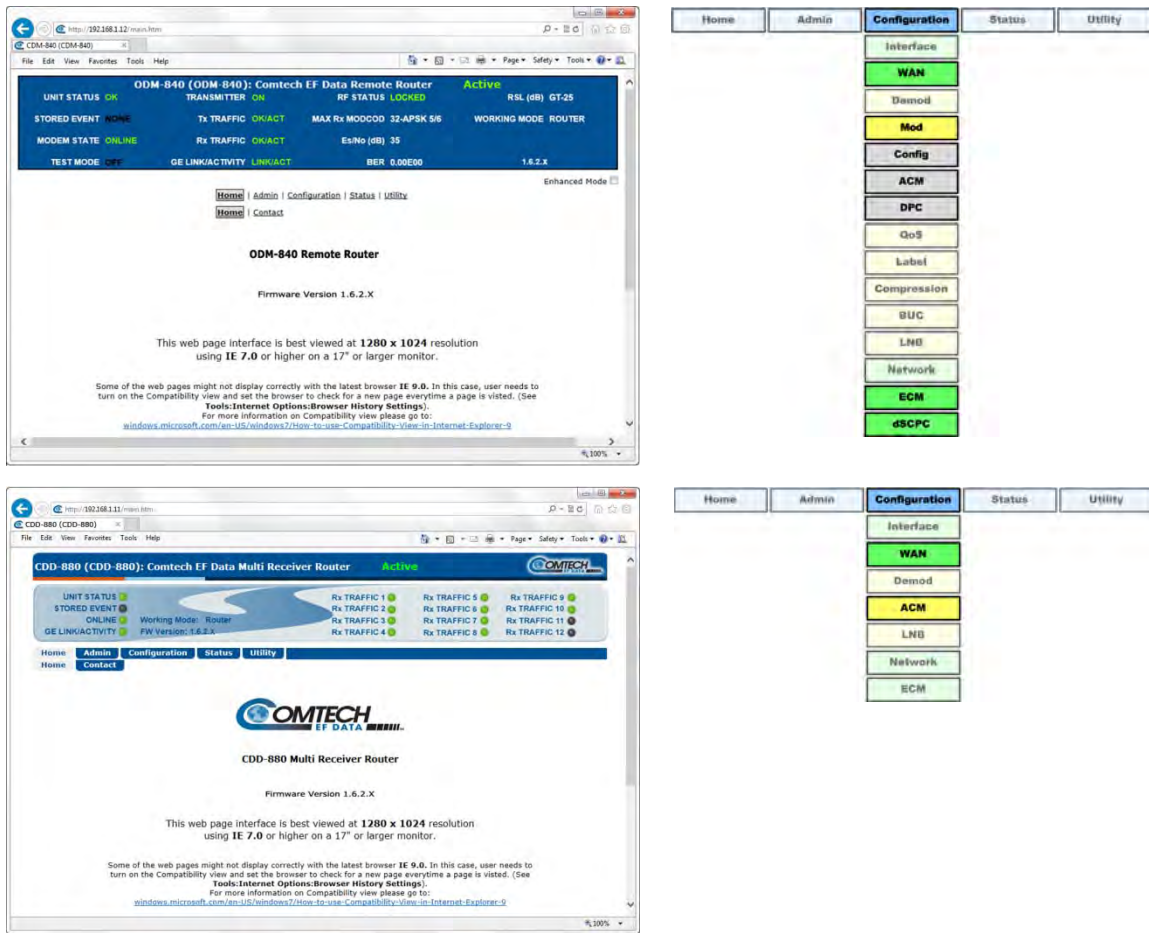 http://192.168.1.12/main.htm
CDM-840 (CDM-840)
File Edit View Favorites Tools Help
Page Safety Tools
ODM-840 (ODM-840): Comtech EF Data Remote Router Active
UNIT STATUS OK TRANSMITTER ON RF STATUS LOCKED RSL (dB) GT-25
STORED EVENT NONE Tx TRAFFIC OK/ACT MAX Rx MODCOD 32-APSK 5/6 WORKING MODE ROUTER
MODEM STATE ONLINE Rx TRAFFIC OK/ACT Es/No (dB) 35
TEST MODE OFF GE LINK/ACTIVITY LINK/ACT BER 0.00E00 1.6.2.X
Enhanced Mode
Home | Admin | Configuration | Status | Utility
Home | Contact
ODM-840 Remote Router
Firmware Version 1.6.2.X
This web page interface is best viewed at 1280 x 1024 resolution
using IE 7.0 or higher on a 17" or larger monitor.
Some of the web pages might not display correctly with the latest browser IE 9.0. In this case, user needs to
turn on the Compatibility view and set the browser to check for a new page everytime a page is visted. (See
Tools:Internet Options:Browser History Settings).
For more information on Compatibility view please go to:
windows.microsoft.com/en-US/windows7/How-to-use-Compatibility-View-in-Internet-Explorer-9
100%
Home Admin Configuration Status Utility
Interface
WAN
Demod
Mod
Config
ACM
DPC
QoS
Label
Compression
BUC
LNB
Network
ECM
dSCPC
http://192.168.1.11/main.htm
CDD-880 (CDD-880)
File Edit View Favorites Tools Help
Page Safety Tools
CDD-880 (CDD-880): Comtech EF Data Multi Receiver Router Active COMTECH
UNIT STATUS Rx TRAFFIC 1 Rx TRAFFIC 5 Rx TRAFFIC 9
STORED EVENT Rx TRAFFIC 2 Rx TRAFFIC 6 Rx TRAFFIC 10
ONLINE Working Mode: Router Rx TRAFFIC 3 Rx TRAFFIC 7 Rx TRAFFIC 11
GE LINK/ACTIVITY FW Version: 1.6.2.X Rx TRAFFIC 4 Rx TRAFFIC 8 Rx TRAFFIC 12
Home Admin Configuration Status Utility
Home Contact
COMTECH
EF DATA
CDD-880 Multi Receiver Router
Firmware Version 1.6.2.X
This web page interface is best viewed at 1280 x 1024 resolution
using IE 7.0 or higher on a 17" or larger monitor.
Some of the web pages might not display correctly with the latest browser IE 9.0. In this case, user needs to
turn on the Compatibility view and set the browser to check for a new page everytime a page is visted. (See
Tools:Internet Options:Browser History Settings).
For more information on Compatibility view please go to:
windows.microsoft.com/en-US/windows7/How-to-use-Compatibility-View-in-Internet-Explorer-9
100%
Home Admin Configuration Status Utility
Interface
WAN
Demod
ACM
LNB
Network
ECM